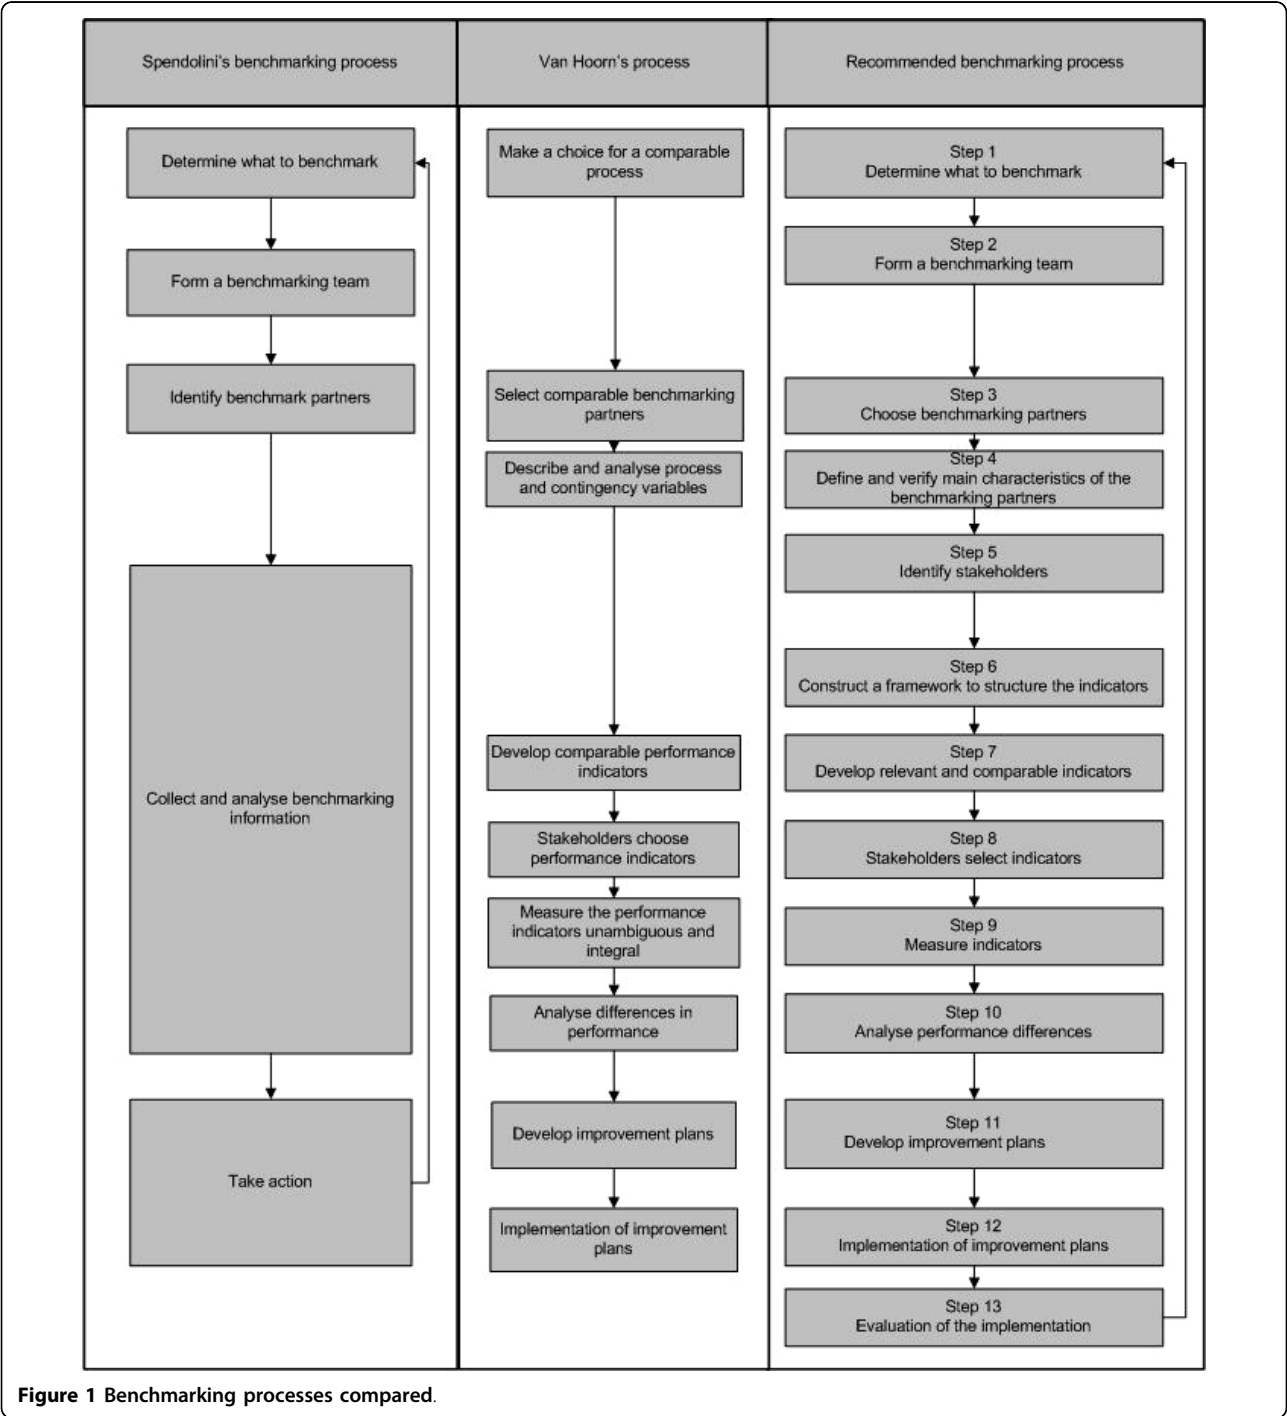 Spendolini's benchmarking process
Van Hoorn's process
Recommended benchmarking process
Determine what to benchmark
Form a benchmarking team
Identify benchmark partners
Collect and analyse benchmarking
information
Take action
Make a choice for a comparable
process
Select comparable benchmarking
partners
Describe and analyse process
and contingency variables
Develop comparable performance
indicators
Stakeholders choose
performance indicators
Measure the performance
indicators unambiguous and
integral
Analyse differences in
performance
Develop improvement plans
Implementation of improvement
plans
Step 1
Determine what to benchmark
Step 2
Form a benchmarking team
Step 3
Choose benchmarking partners
Step 4
Define and verify main characteristics of the
benchmarking partners
Step 5
Identify stakeholders
Step 6
Construct a framework to structure the indicators
Step 7
Develop relevant and comparable indicators
Step 8
Stakeholders select indicators
Step 9
Measure indicators
Step 10
Analyse performance differences
Step 11
Develop improvement plans
Step 12
Implementation of improvement plans
Step 13
Evaluation of the implementation
Figure 1 Benchmarking processes compared.